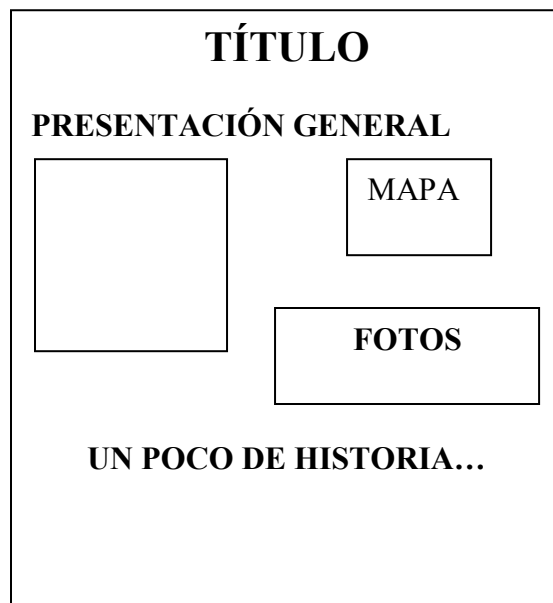 TÍTULO
PRESENTACIÓN GENERAL
MAPA
FOTOS
UN POCO DE HISTORIA…